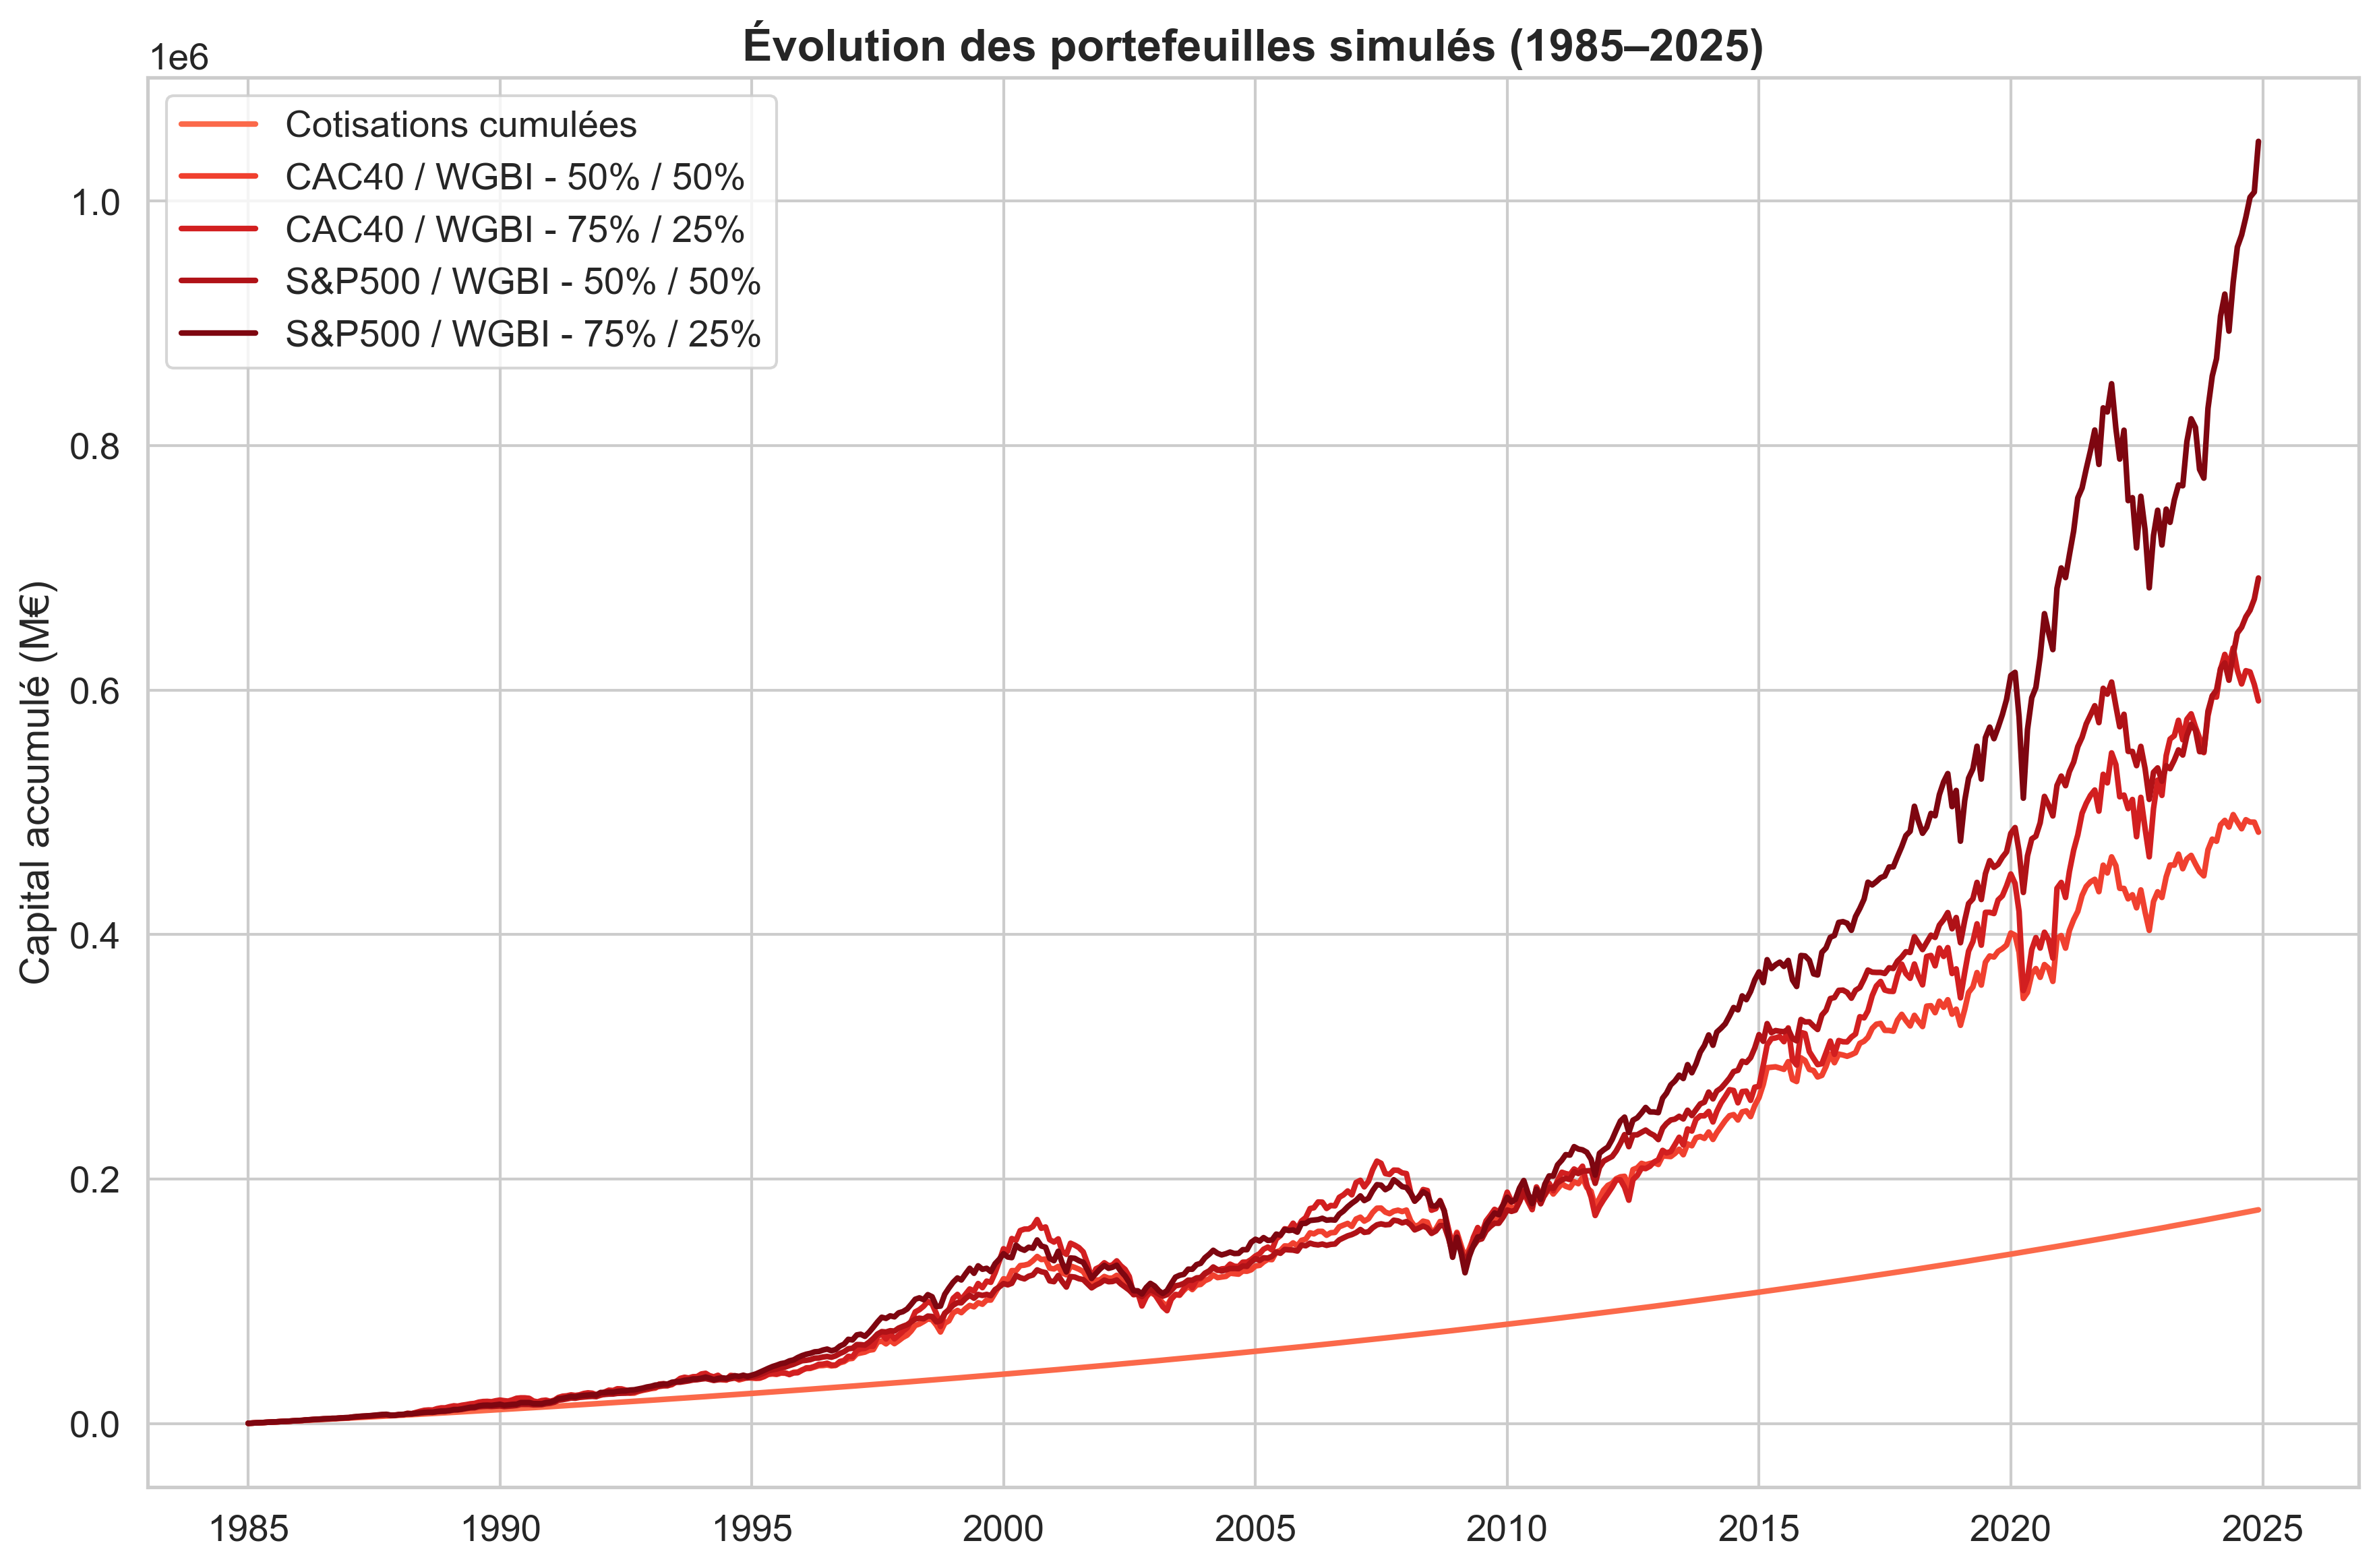 Évolution des portefeuilles simulés (1985–2025)
1e6
Cotisations cumulées
CAC40 / WGBI - 50% / 50%
CAC40 / WGBI - 75% / 25%
S&P500 / WGBI - 50% / 50%
S&P500 / WGBI - 75% / 25%
Capital accumulé (M€)
1.0
0.8
0.6
0.4
0.2
0.0
1985 1990 1995 2000 2005 2010 2015 2020 2025